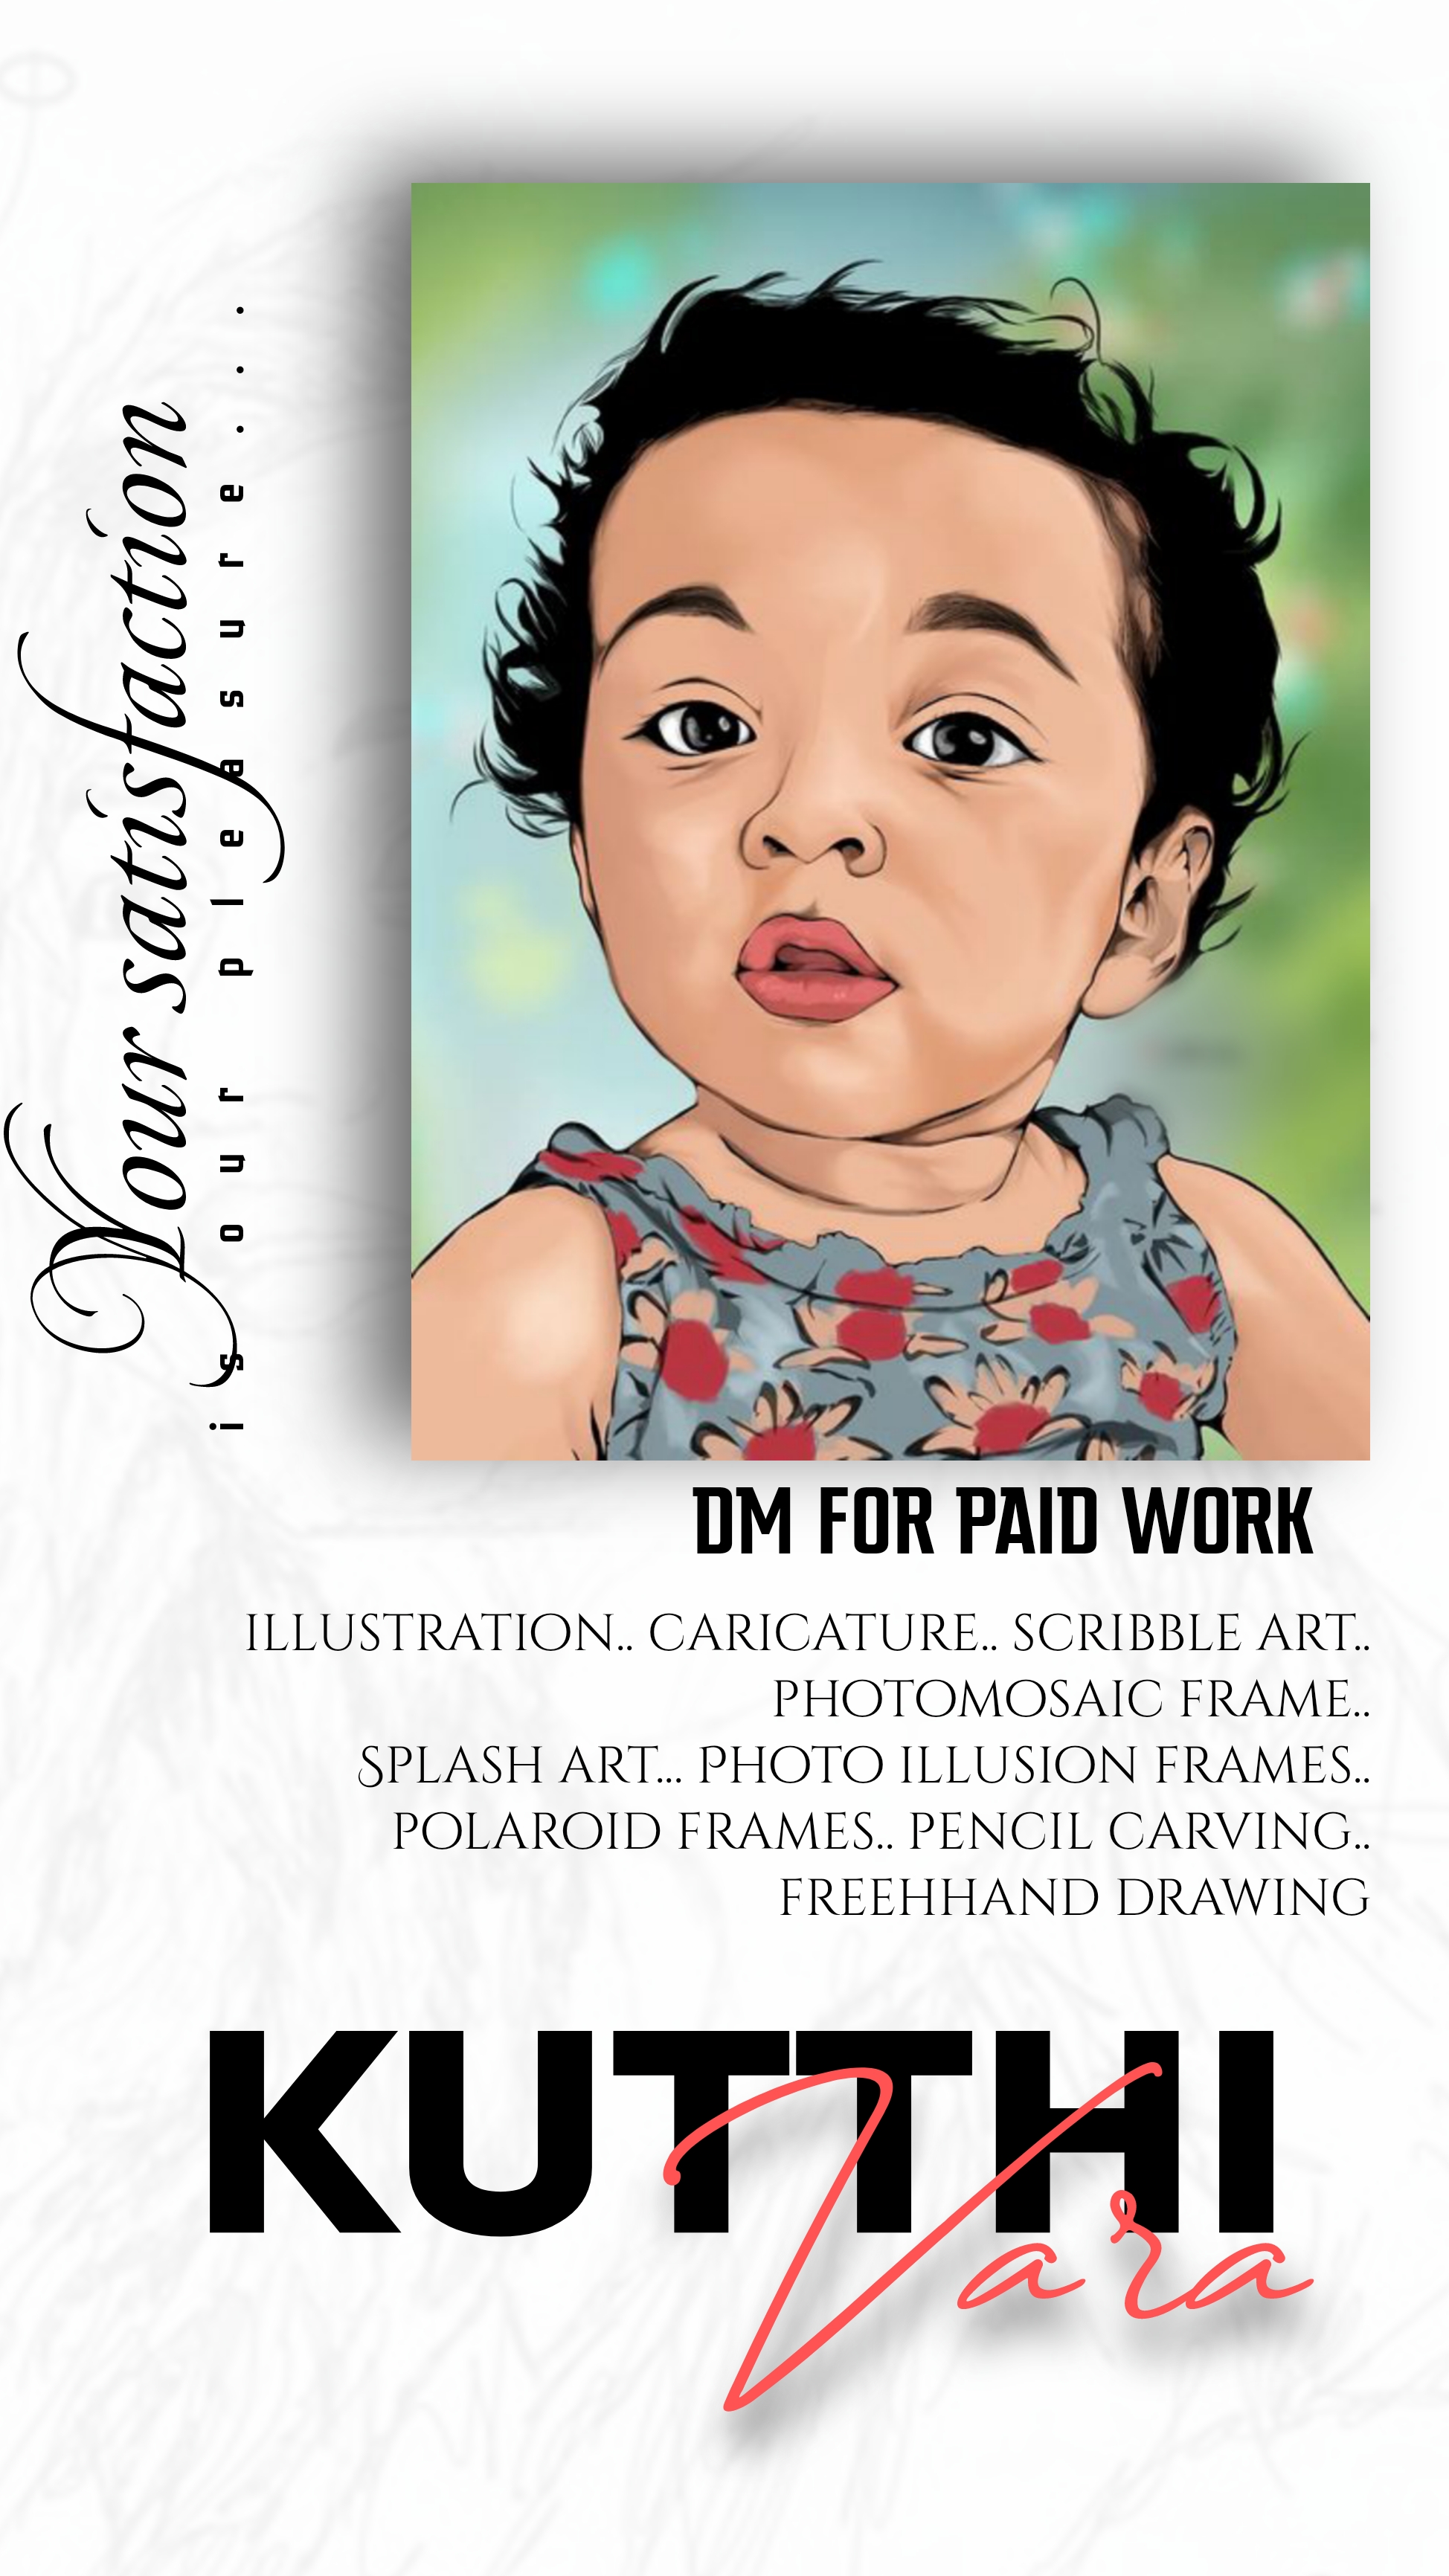 Your satisfaction
is our pleasure...
DM FOR PAID WORK
ILLUSTRATION.. CARICATURE.. SCRIBBLE ART..
PHOTOMOSAIC FRAME..
SPLASH ART... PHOTO ILLUSION FRAMES..
POLAROID FRAMES.. PENCIL CARVING..
FREEHHAND DRAWING
KUTTHI
Vara